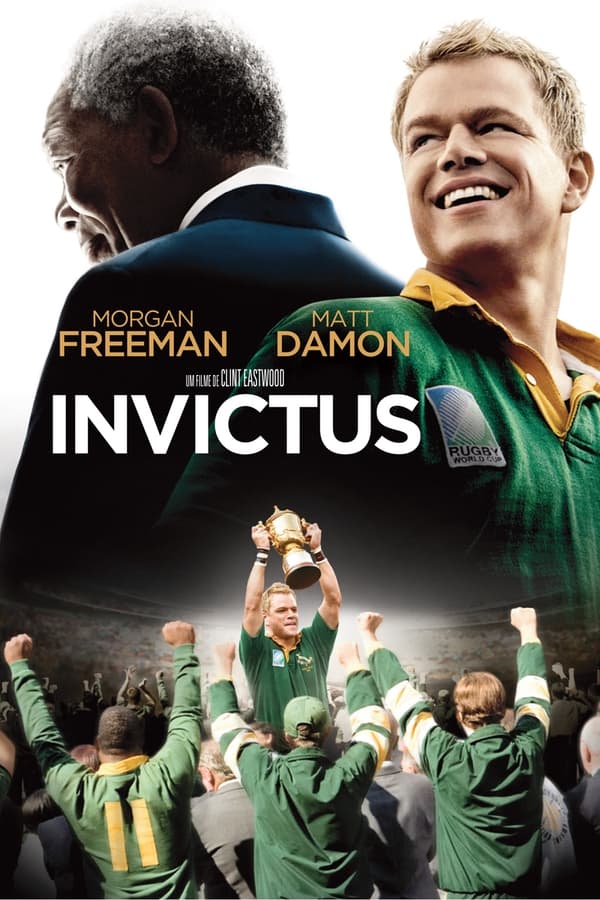 MORGAN MATT
FREEMAN DAMON
UM FILME DE CLINT EASTWOOD
INVICTUS
RUGBY
WORLD CUP
11